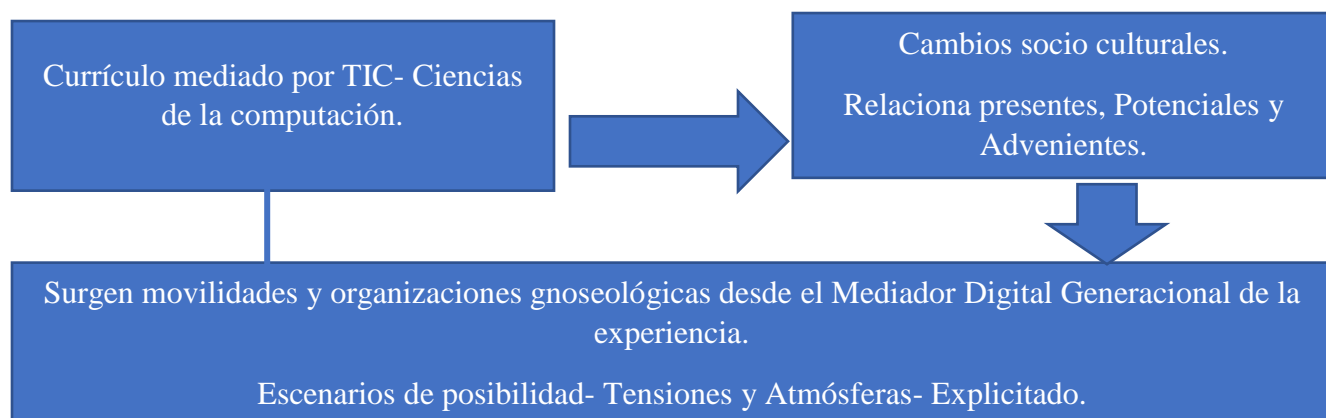 Currículo mediado por TIC- Ciencias
de la computación.
Cambios socio culturales.
Relaciona presentes, Potenciales y
Advenientes.
Surgen movilidades y organizaciones gnoseológicas desde el Mediador Digital Generacional de la
experiencia.
Escenarios de posibilidad- Tensiones y Atmósferas- Explicitado.